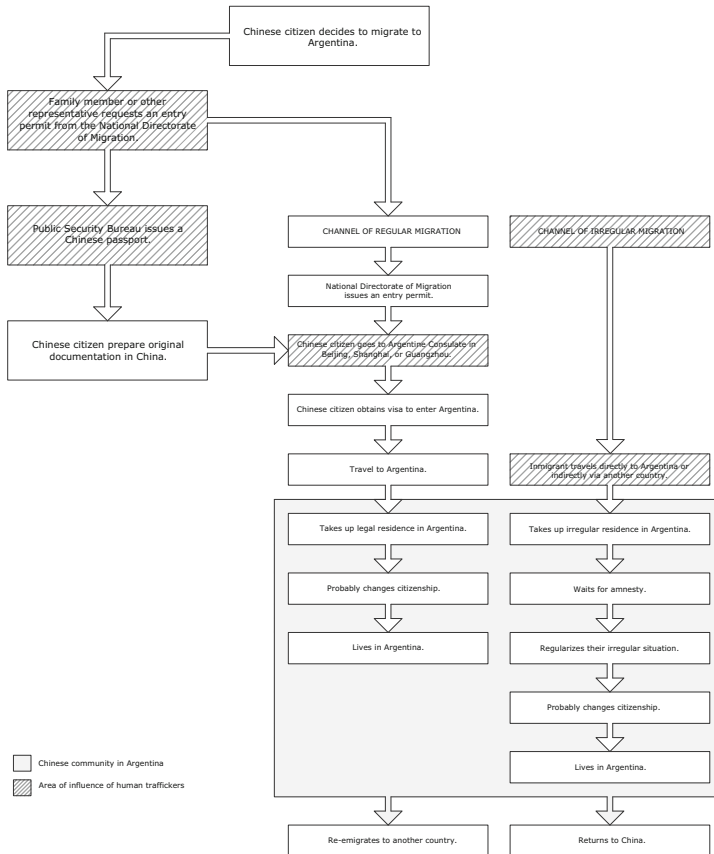 Chinese citizen decides to migrate to
Argentina.
Family member or other
representative requests an entry
permit from the National Directorate
of Migration.
Public Security Bureau issues a
Chinese passport.
Chinese citizen prepare original
documentation in China.
CHANNEL OF REGULAR MIGRATION
National Directorate of Migration
issues an entry permit.
Chinese citizen goes to Argentine Consulate in
Beijing, Shanghai, or Guangzhou.
Chinese citizen obtains visa to enter Argentina.
Travel to Argentina.
Takes up legal residence in Argentina.
Probably changes citizenship.
Lives in Argentina.
Re-emigrates to another country.
CHANNEL OF IRREGULAR MIGRATION
Inmigrant travels directly to Argentina or
indirectly via another country.
Takes up irregular residence in Argentina.
Waits for amnesty.
Regularizes their irregular situation.
Probably changes citizenship.
Lives in Argentina.
Returns to China.
Chinese community in Argentina
Area of influence of human traffickers